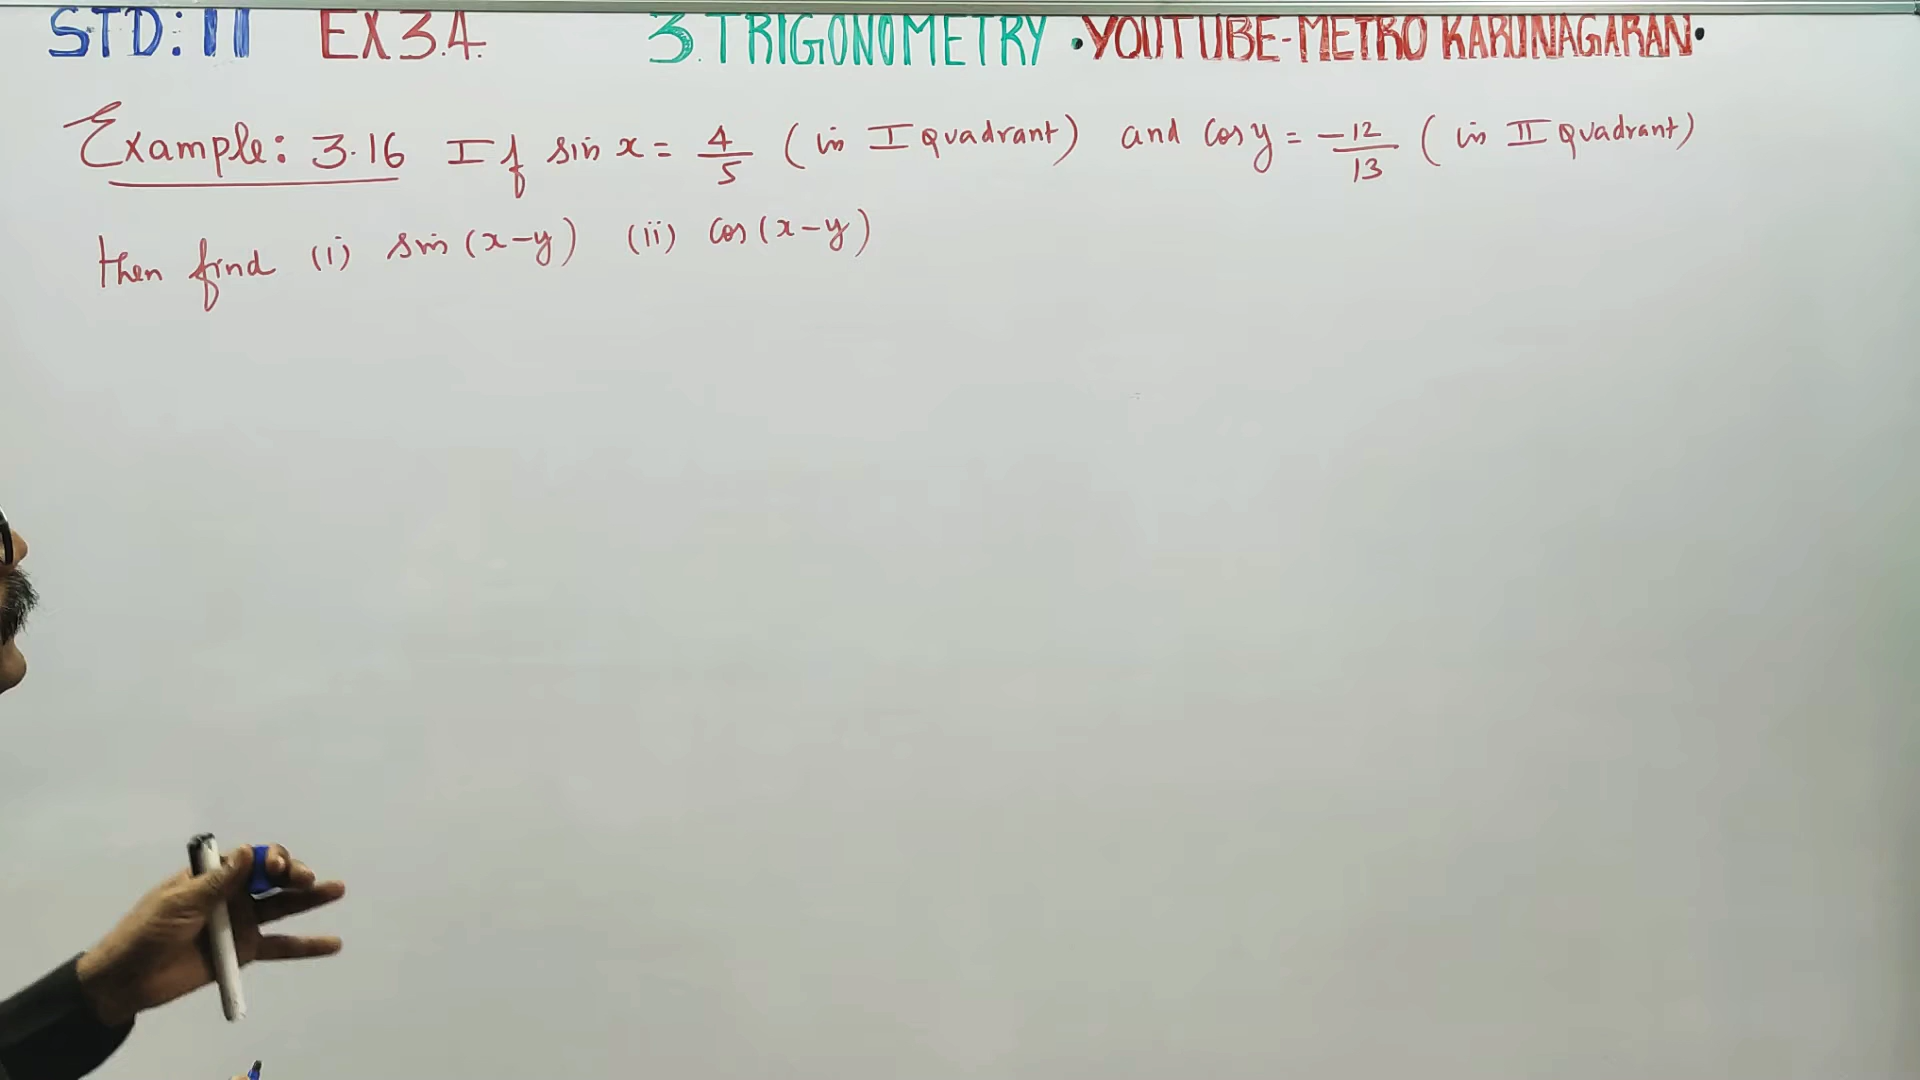 STD: 11 EX 3.4. 3. TRIGONOMETRY •YOUTUBE-METRO KARUNAGARAN•
Example: 3.16 If sin x = 4/5 (in I Quadrant) and cos y = -12/13 (in II Quadrant)
then find (i) sin (x-y) (ii) cos (x-y)